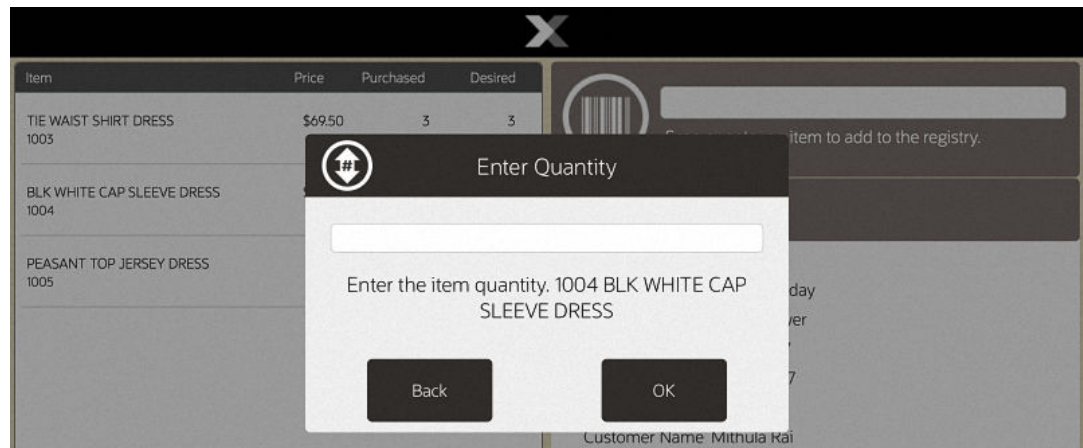 Item Price Purchased Desired
TIE WAIST SHIRT DRESS $69.50 3 3
1003
item to add to the registry.
BLK WHITE CAP SLEEVE DRESS
1004
PEASANT TOP JERSEY DRESS
1005
# Enter Quantity
Enter the item quantity. 1004 BLK WHITE CAP
SLEEVE DRESS
Back OK
Customer Name Mithula Rai